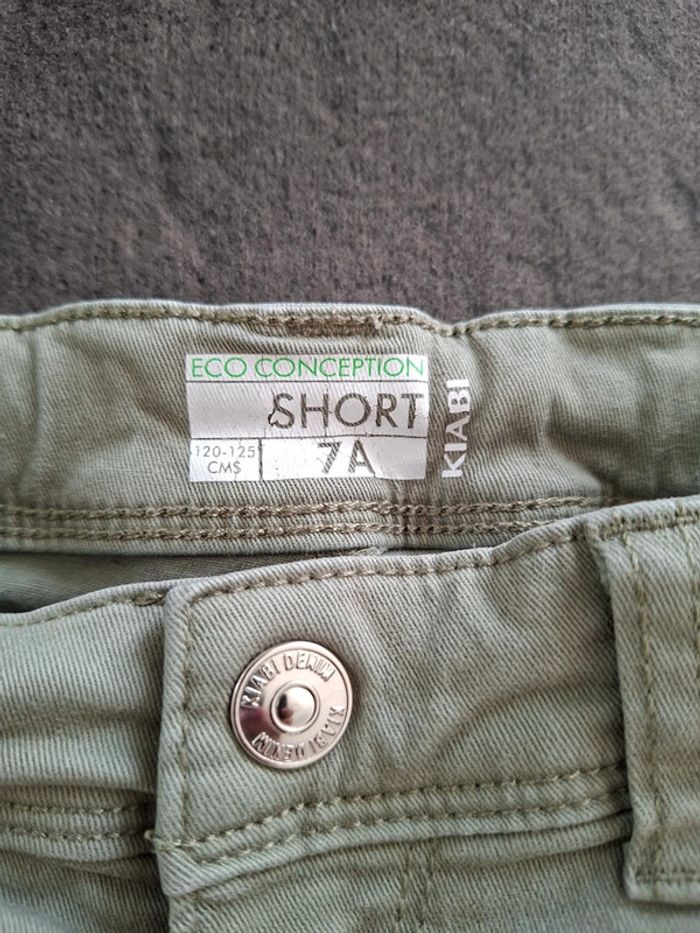 ECO CONCEPTION
SHORT
120-125
CMS
7A
KIABI
KIABI DENIM
KIABI DENIM